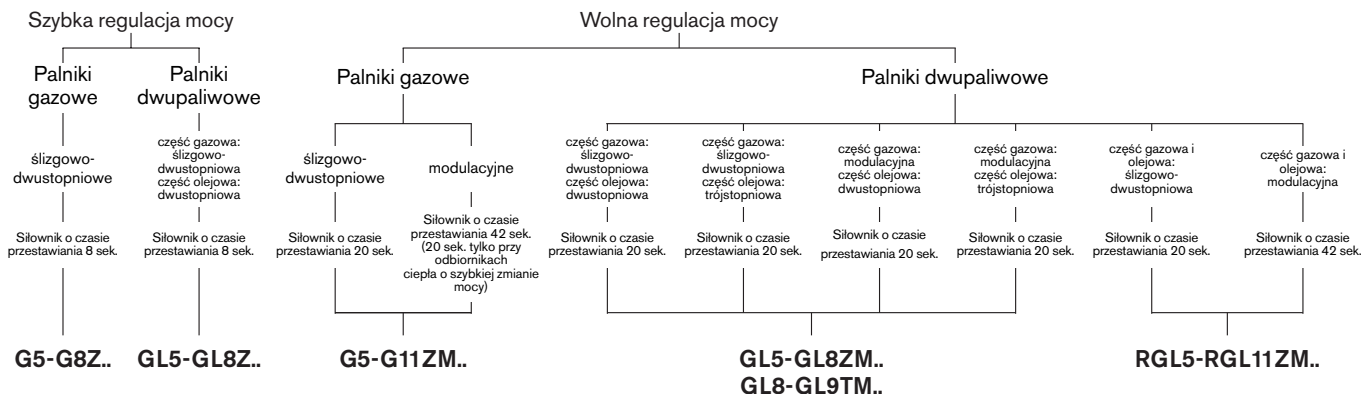 Szybka regulacja mocy
Wolna regulacja mocy
Palniki
gazowe
Palniki
dwupaliwowe
Palniki gazowe
Palniki dwupaliwowe
ślizgowo-
dwustopniowe
część gazowa:
ślizgowo-
dwustopniowa
część olejowa:
dwustopniowa
ślizgowo-
dwustopniowe
modulacyjne
część gazowa:
ślizgowo-
dwustopniowa
część olejowa:
dwustopniowa
część gazowa:
ślizgowo-
dwustopniowa
część olejowa:
trójstopniowa
część gazowa:
modulacyjna
część olejowa:
dwustopniowa
część gazowa:
modulacyjna
część olejowa:
trójstopniowa
część gazowa i
olejowa:
ślizgowo-
dwustopniowa
część gazowa i
olejowa:
modulacyjna
Siłownik o czasie
przestawiania 8 sek.
Siłownik o czasie
przestawiania 8 sek.
Siłownik o czasie
przestawiania 20 sek.
Siłownik o czasie
przestawiania 42 sek.
(20 sek. tylko przy
odbiornikach
ciepła o szybkiej zmianie
mocy)
Siłownik o czasie
przestawiania 20 sek.
Siłownik o czasie
przestawiania 20 sek.
Siłownik o czasie
przestawiania 20 sek.
Siłownik o czasie
przestawiania 20 sek.
Siłownik o czasie
przestawiania 20 sek.
Siłownik o czasie
przestawiania 42 sek.
G5-G8Z..
GL5-GL8Z..
G5-G11ZM..
GL5-GL8ZM..
GL8-GL9TM..
RGL5-RGL11ZM..